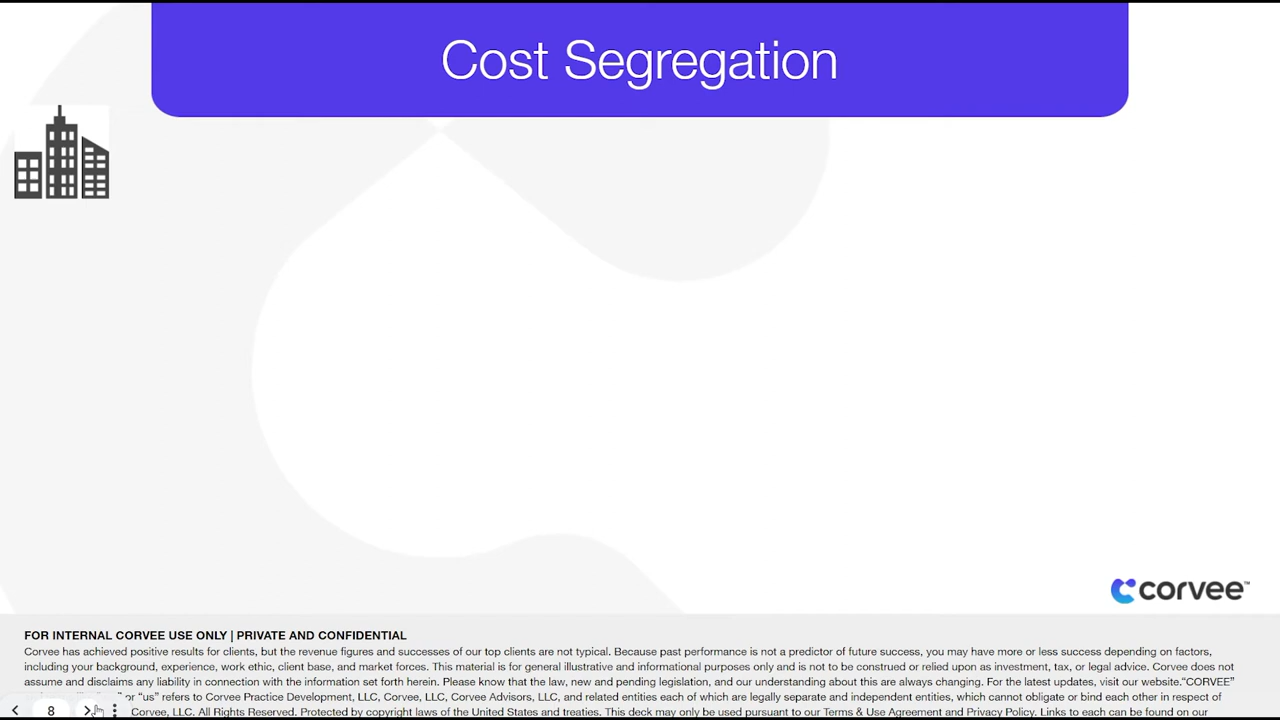 Cost Segregation
corvee™
FOR INTERNAL CORVEE USE ONLY | PRIVATE AND CONFIDENTIAL
Corvee has achieved positive results for clients, but the revenue figures and successes of our top clients are not typical. Because past performance is not a predictor of future success, you may have more or less success depending on factors,
including your background, experience, work ethic, client base, and market forces. This material is for general illustrative and informational purposes only and is not to be construed or relied upon as investment, tax, or legal advice. Corvee does not
assume and disclaims any liability in connection with the information set forth herein. Please know that the law, new and pending legislation, and our understanding about this are always changing. For the latest updates, visit our website.“CORVEE”
” or “us” refers to Corvee Practice Development, LLC, Corvee, LLC, Corvee Advisors, LLC, and related entities each of which are legally separate and independent entities, which cannot obligate or bind each other in respect of
8 Corvee, LLC. All Rights Reserved. Protected by copyright laws of the United States and treaties. This deck may only be used pursuant to our Terms & Use Agreement and Privacy Policy. Links to each can be found on our